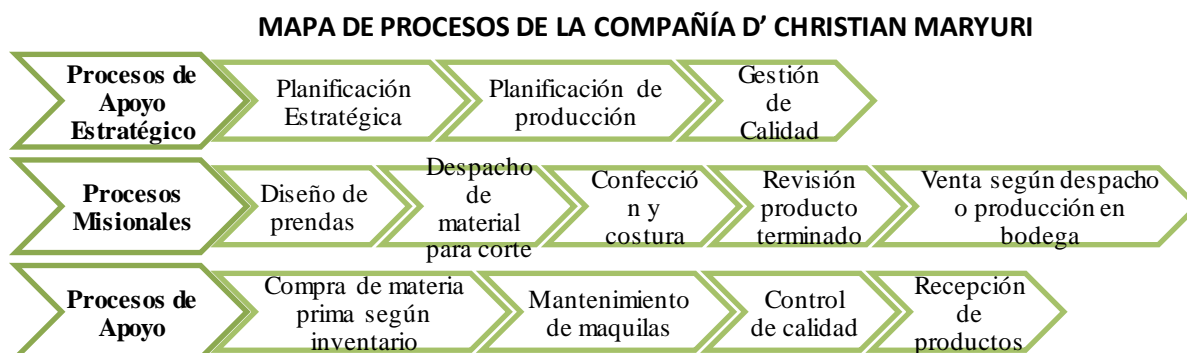 MAPA DE PROCESOS DE LA COMPAÑÍA D’ CHRISTIAN MARYURI
Procesos de
Apoyo
Estratégico
Planificación
Estratégica
Planificación de
producción
Gestión
de
Calidad
Procesos
Misionales
Diseño de
prendas
Despacho
de
material
para corte
Confecció
n y
costura
Revisión
producto
terminado
Venta según despacho
o producción en
bodega
Procesos de
Apoyo
Compra de materia
prima según
inventario
Mantenimiento
de maquilas
Control
de calidad
Recepción
de
productos